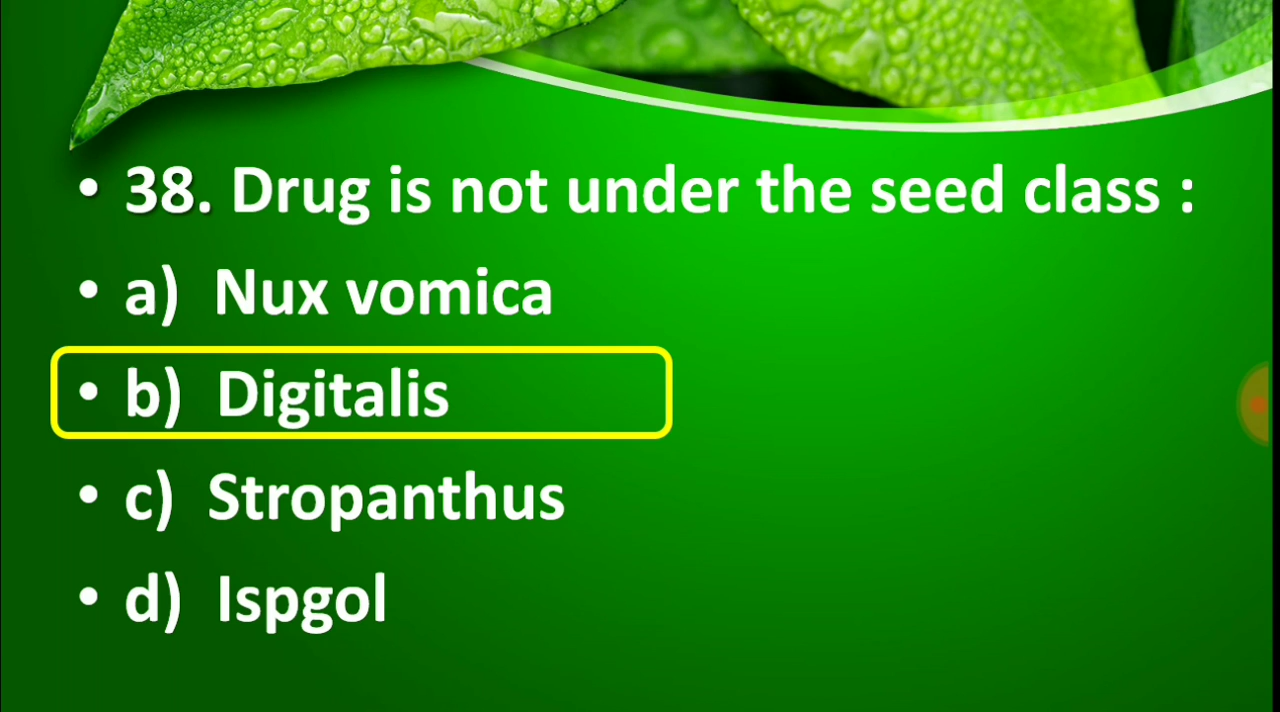 • 38. Drug is not under the seed class :
• a) Nux vomica
• b) Digitalis
• c) Stropanthus
• d) Ispgol